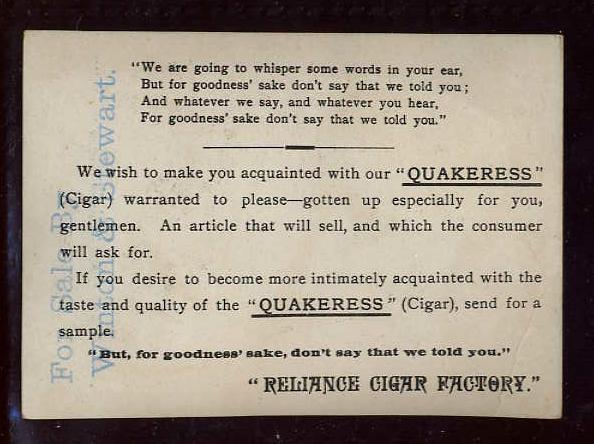 "We are going to whisper some words in your ear,
But for goodness' sake don't say that we told you;
And whatever we say, and whatever you hear,
For goodness' sake don't say that we told you."
We wish to make you acquainted with our "QUAKERESS"
(Cigar) warranted to please—gotten up especially for you,
gentlemen. An article that will sell, and which the consumer
will ask for.
If you desire to become more intimately acquainted with the
taste and quality of the "QUAKERESS" (Cigar), send for a
sample.
"But, for goodness' sake, don't say that we told you."
"RELIANCE CIGAR FACTORY."
For Sale By
& Stewart.